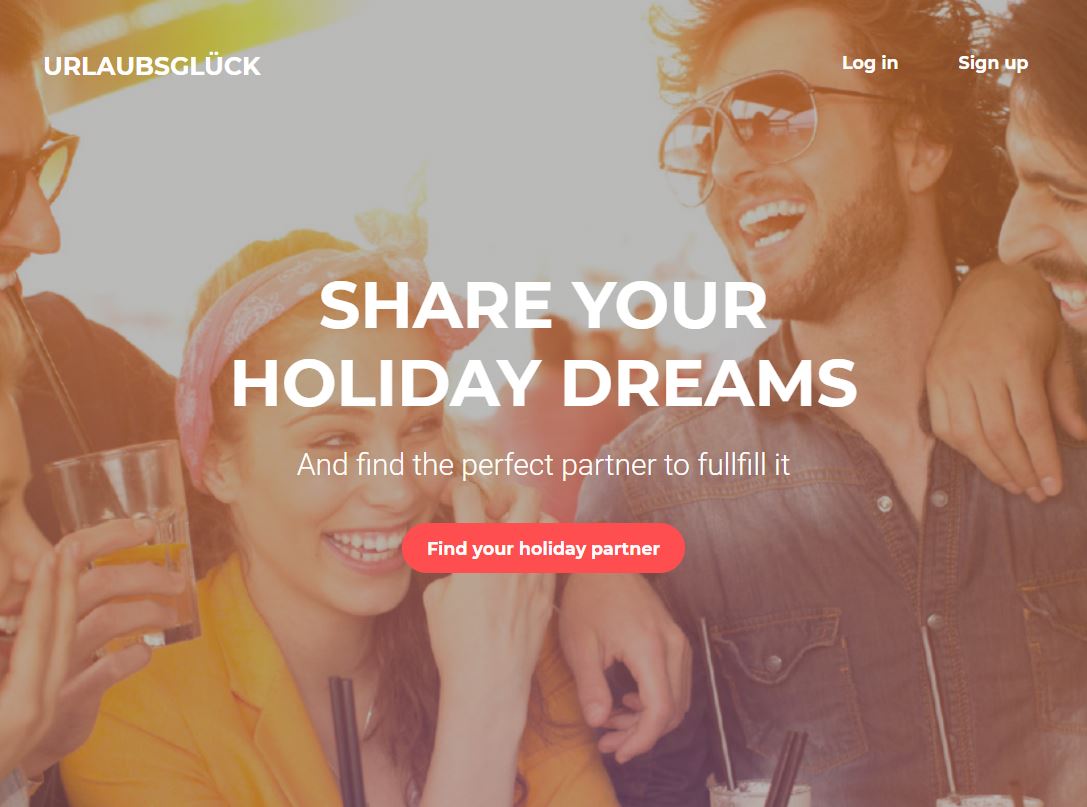 URLAUBSGLÜCK
Log in
Sign up
SHARE YOUR
HOLIDAY DREAMS
And find the perfect partner to fullfill it
Find your holiday partner